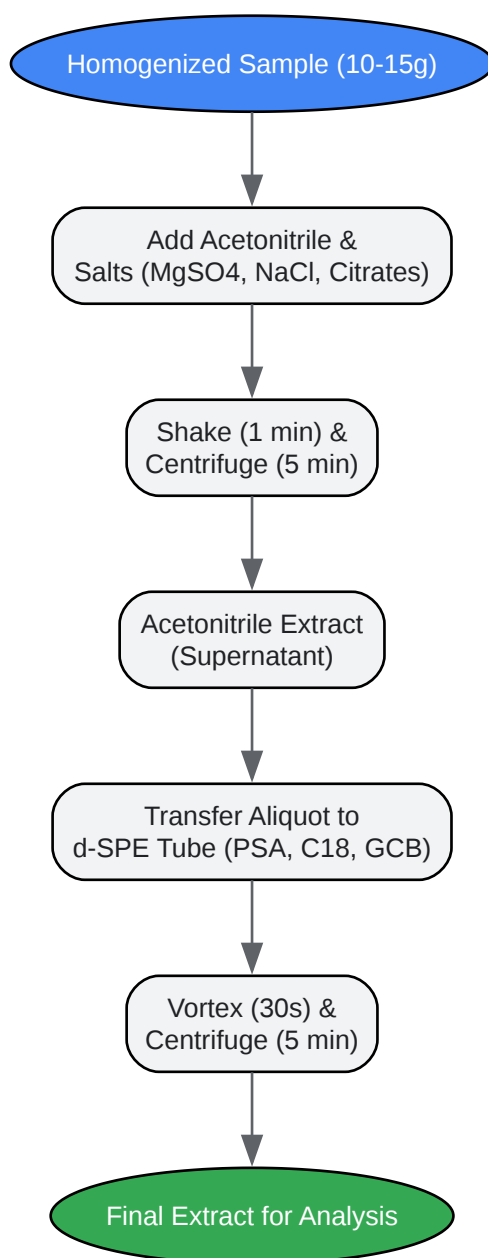 Homogenized Sample (10-15g)
Add Acetonitrile &
Salts (MgSO4, NaCl, Citrates)
Shake (1 min) &
Centrifuge (5 min)
Acetonitrile Extract
(Supernatant)
Transfer Aliquot to
d-SPE Tube (PSA, C18, GCB)
Vortex (30s) &
Centrifuge (5 min)
Final Extract for Analysis